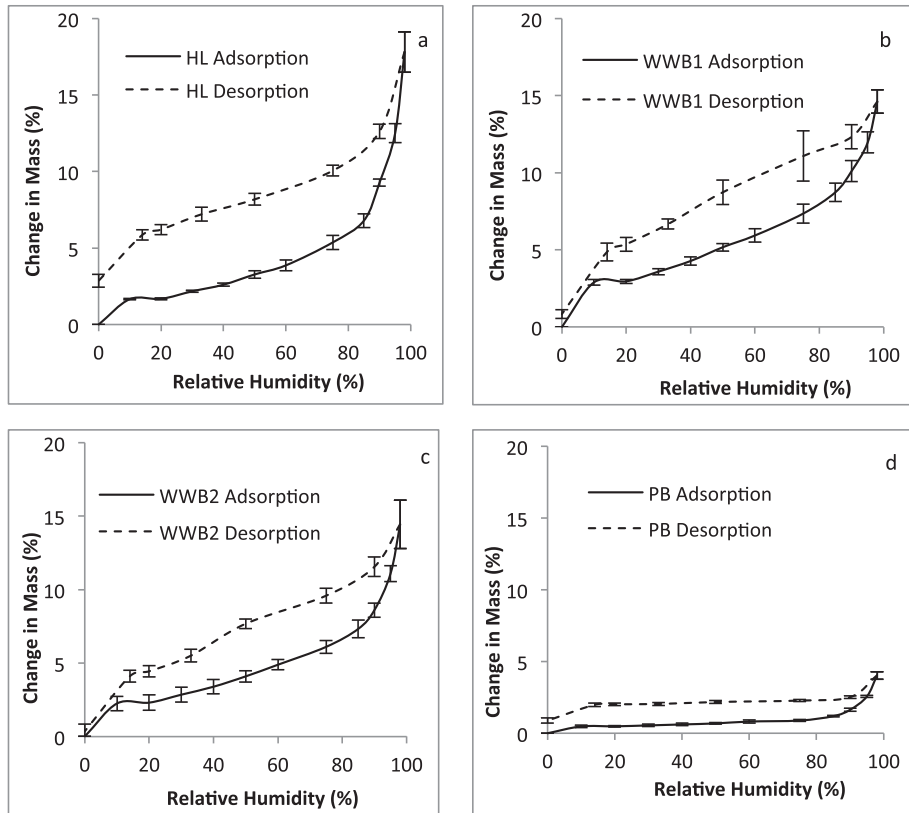 20
15
10
5
0
0 20 40 60 80 100
Change in Mass (%)
Relative Humidity (%)
HL Adsorption
HL Desorption
a
20
15
10
5
0
0 20 40 60 80 100
Change in Mass (%)
Relative Humidity (%)
WWB1 Adsorption
WWB1 Desorption
b
20
15
10
5
0
0 20 40 60 80 100
Change in Mass (%)
Relative Humidity (%)
WWB2 Adsorption
WWB2 Desorption
c
20
15
10
5
0
0 20 40 60 80 100
Change in Mass (%)
Relative Humidity (%)
PB Adsorption
PB Desorption
d